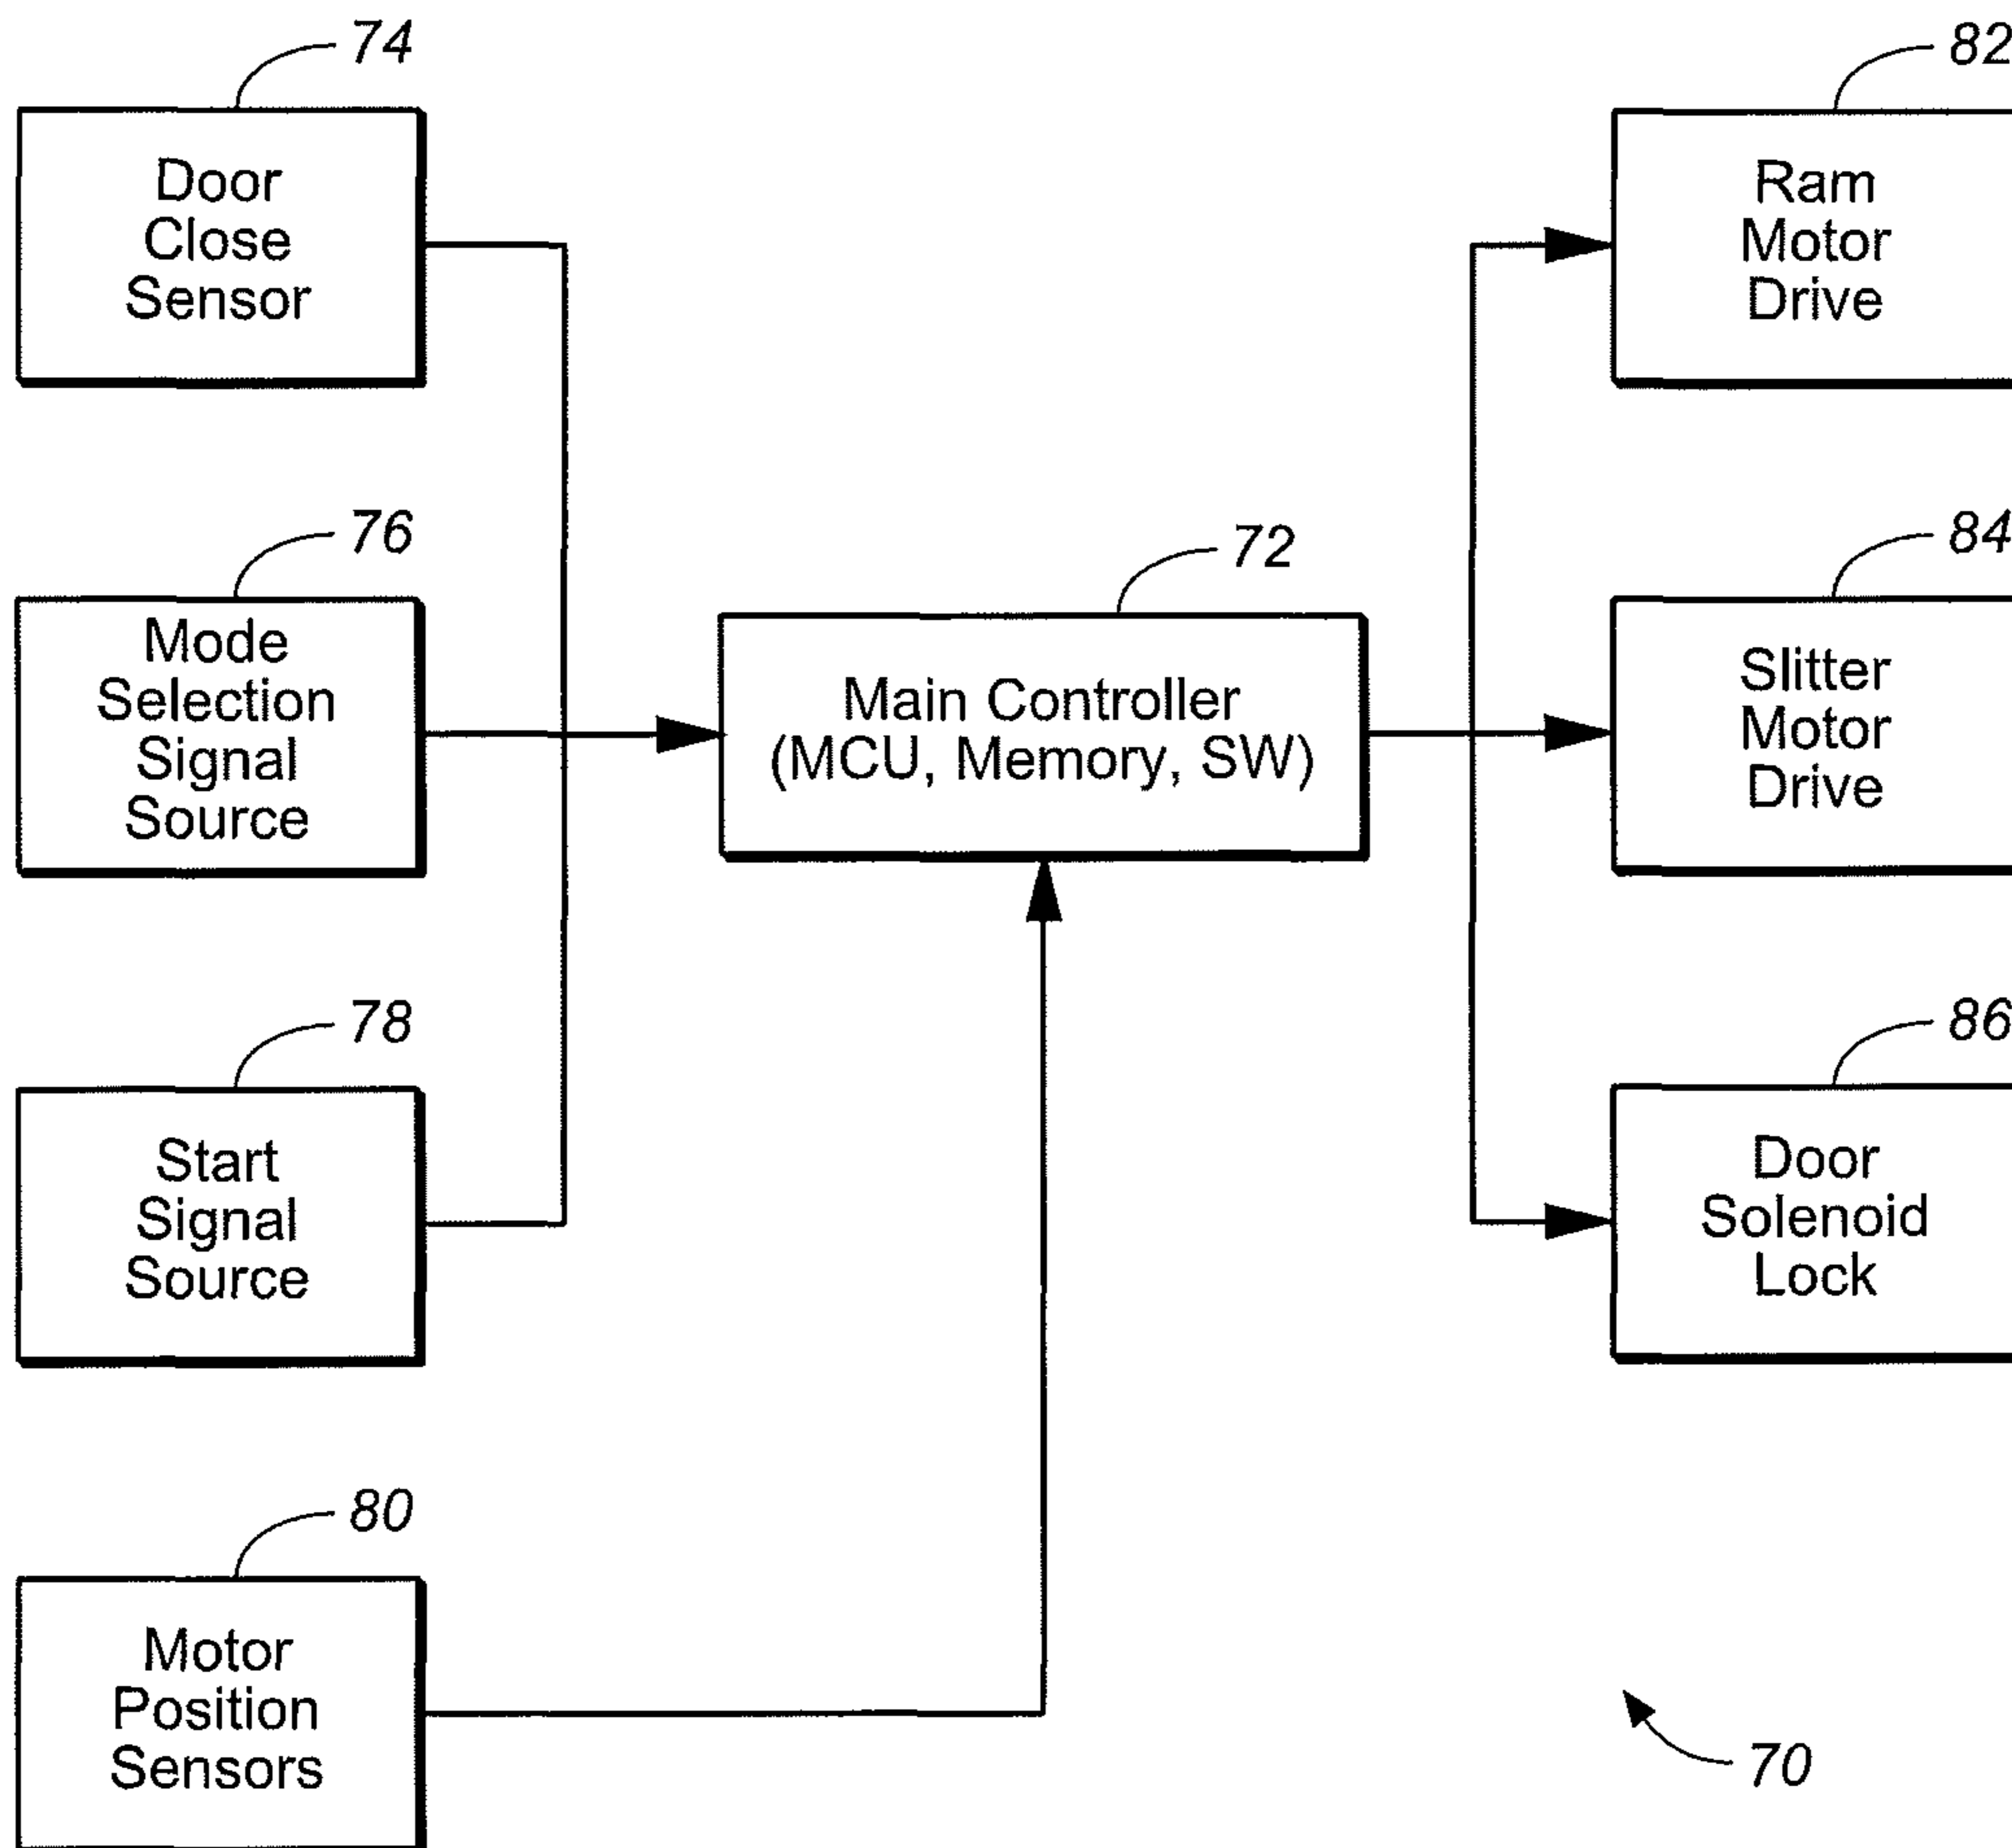 74
Door
Close
Sensor
76
Mode
Selection
Signal
Source
78
Start
Signal
Source
80
Motor
Position
Sensors
72
Main Controller
(MCU, Memory, SW)
82
Ram
Motor
Drive
84
Slitter
Motor
Drive
86
Door
Solenoid
Lock
70